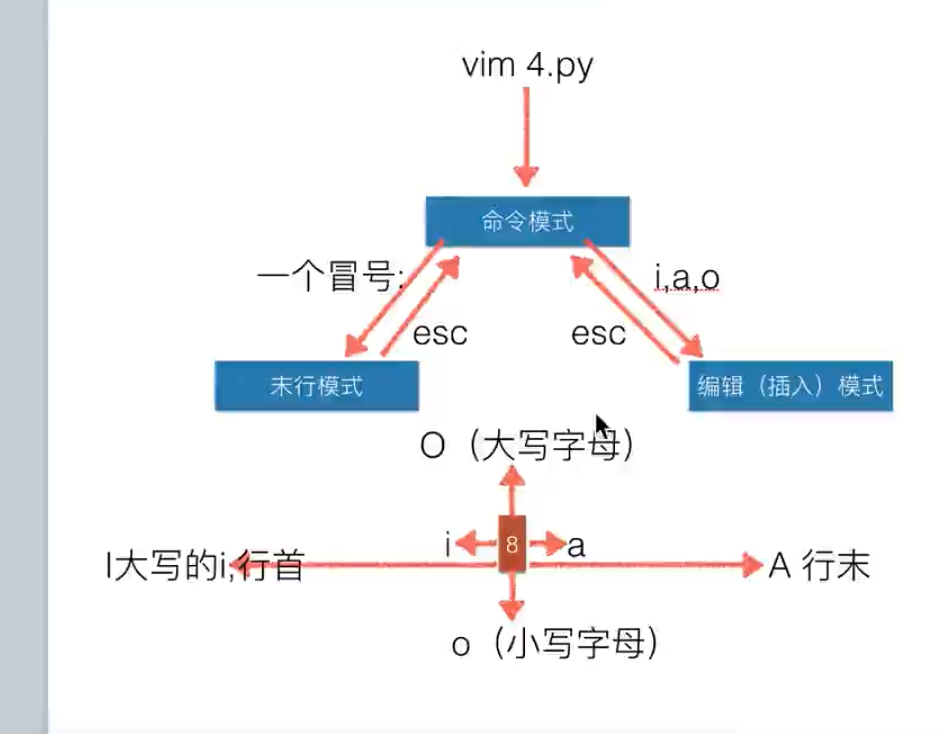 vim 4.py
命令模式
一个冒号:
i,a,o
esc
esc
末行模式
编辑（插入）模式
O（大写字母）
i
8
a
I大写的i,行首
A 行末
o（小写字母）